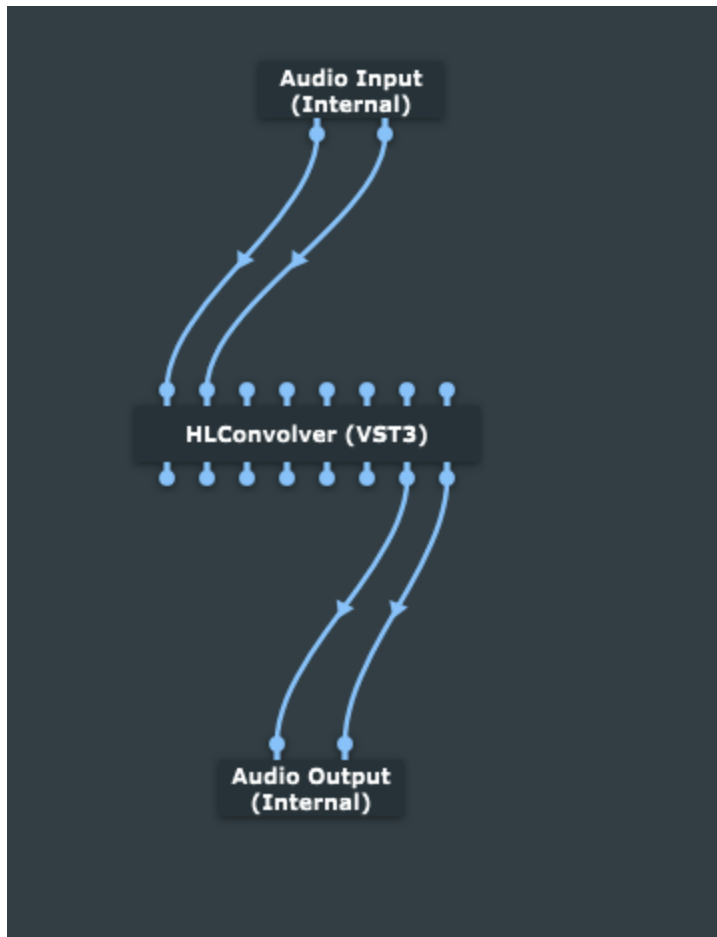 Audio Input
(Internal)
HLConvolver (VST3)
Audio Output
(Internal)